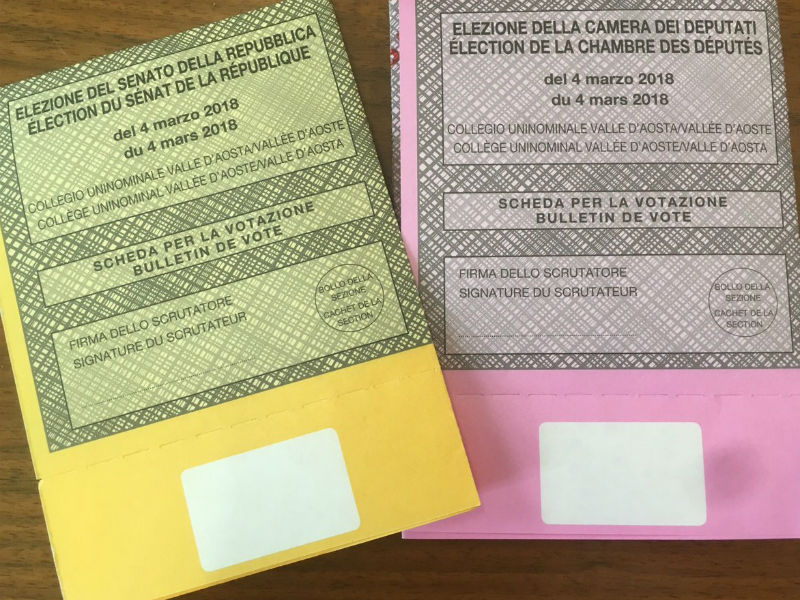 ELEZIONE DEL SENATO DELLA REPUBBLICA
ÉLECTION DU SÉNAT DE LA RÉPUBLIQUE
del 4 marzo 2018
du 4 mars 2018
COLLEGIO UNINOMINALE VALLE D'AOSTA/VALLÉE D'AOSTE
COLLÈGE UNINOMINAL VALLÉE D'AOSTE/VALLE D'AOSTA
SCHEDA PER LA VOTAZIONE
BULLETIN DE VOTE
FIRMA DELLO SCRUTATORE
SIGNATURE DU SCRUTATEUR
BOLLO DELLA
SEZIONE
CACHET DE LA
SECTION
ELEZIONE DELLA CAMERA DEI DEPUTATI
ÉLECTION DE LA CHAMBRE DES DÉPUTÉS
del 4 marzo 2018
du 4 mars 2018
COLLEGIO UNINOMINALE VALLE D'AOSTA/VALLÉE D'AOSTE
COLLÈGE UNINOMINAL VALLÉE D'AOSTE/VALLE D'AOSTA
SCHEDA PER LA VOTAZIONE
BULLETIN DE VOTE
FIRMA DELLO SCRUTATORE
SIGNATURE DU SCRUTATEUR
BOLLO DELLA
SEZIONE
CACHET DE LA
SECTION